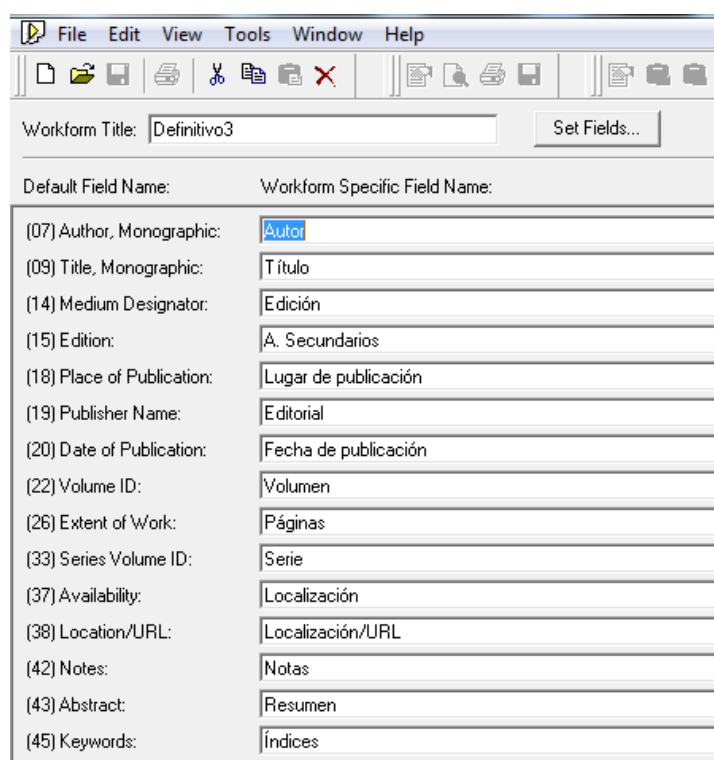 File Edit View Tools Window Help
Workform Title: Definitivo3 Set Fields...
Default Field Name: Workform Specific Field Name:
(07) Author, Monographic: Autor
(09) Title, Monographic: Título
(14) Medium Designator: Edición
(15) Edition: A. Secundarios
(18) Place of Publication: Lugar de publicación
(19) Publisher Name: Editorial
(20) Date of Publication: Fecha de publicación
(22) Volume ID: Volumen
(26) Extent of Work: Páginas
(33) Series Volume ID: Serie
(37) Availability: Localización
(38) Location/URL: Localización/URL
(42) Notes: Notas
(43) Abstract: Resumen
(45) Keywords: Índices